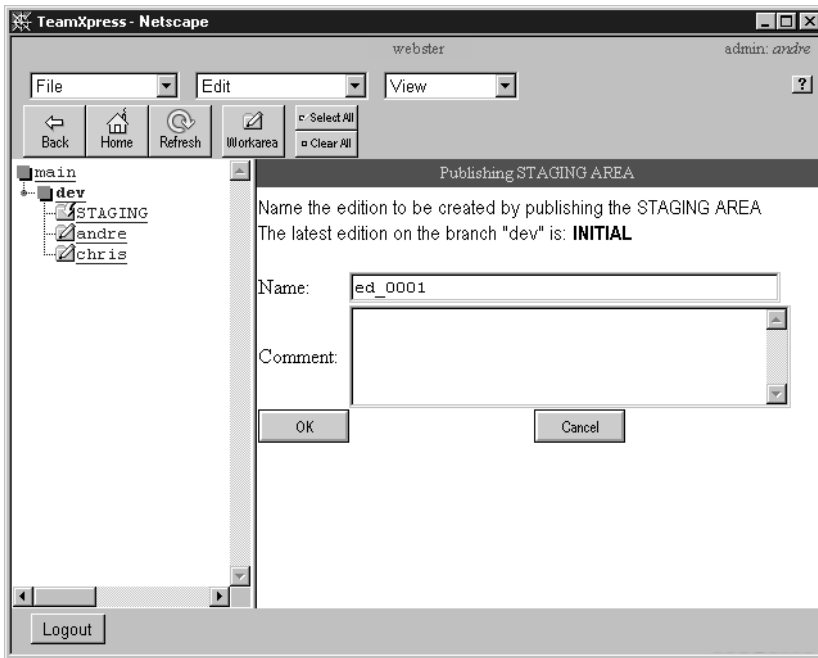 TeamXpress - Netscape
webster
admin: andre
File
Edit
View
?
Back
Home
Refresh
Workarea
Select All
Clear All
main
dev
STAGING
andre
chris
Publishing STAGING AREA
Name the edition to be created by publishing the STAGING AREA
The latest edition on the branch "dev" is: INITIAL
Name:
ed_0001
Comment:
OK
Cancel
Logout